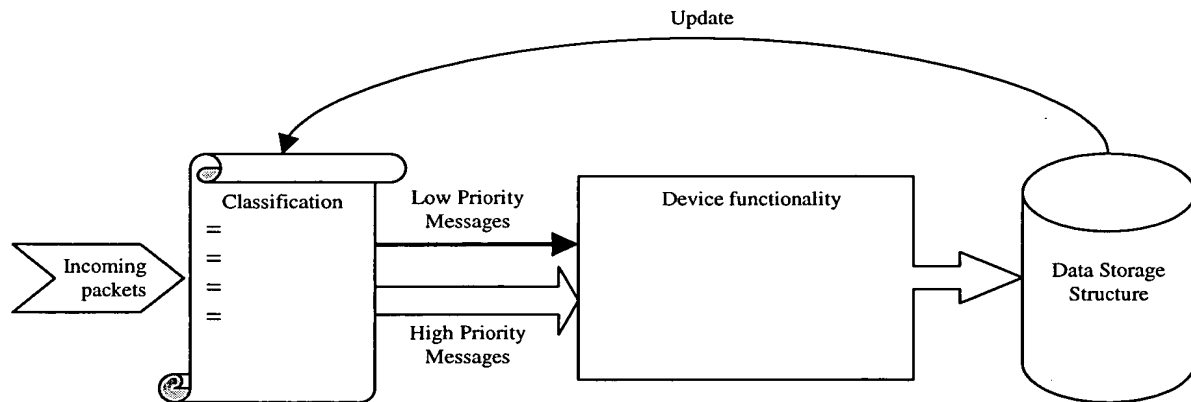 Update
Classification
=
=
=
=
Low Priority
Messages
Device functionality
Incoming
packets
Data Storage
Structure
High Priority
Messages